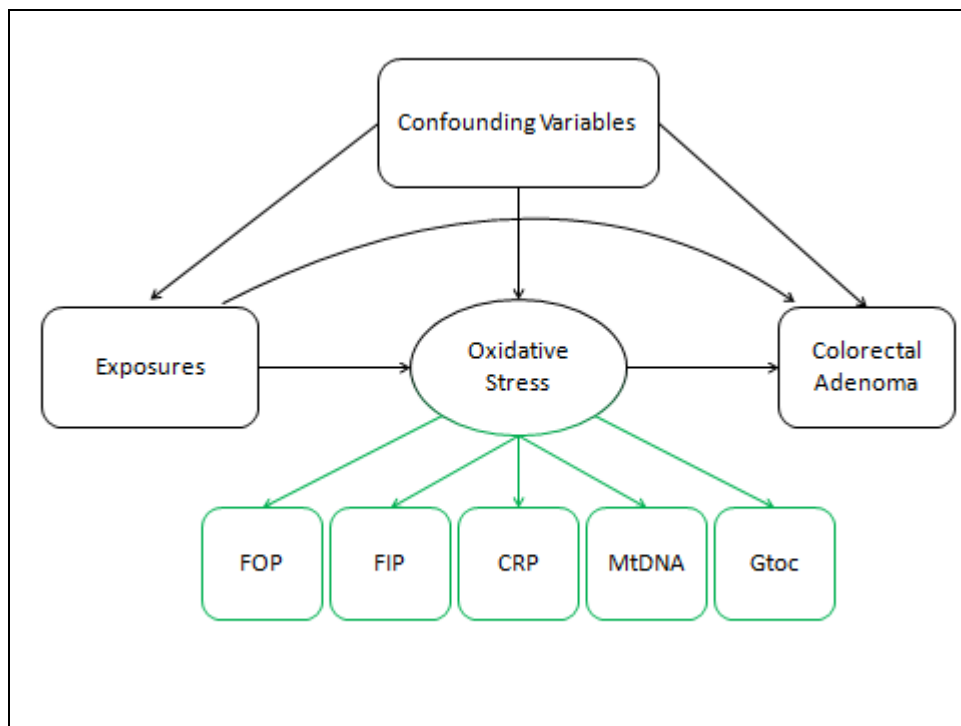 Confounding Variables
Exposures
Oxidative
Stress
Colorectal
Adenoma
FOP
FIP
CRP
MtDNA
Gtoc